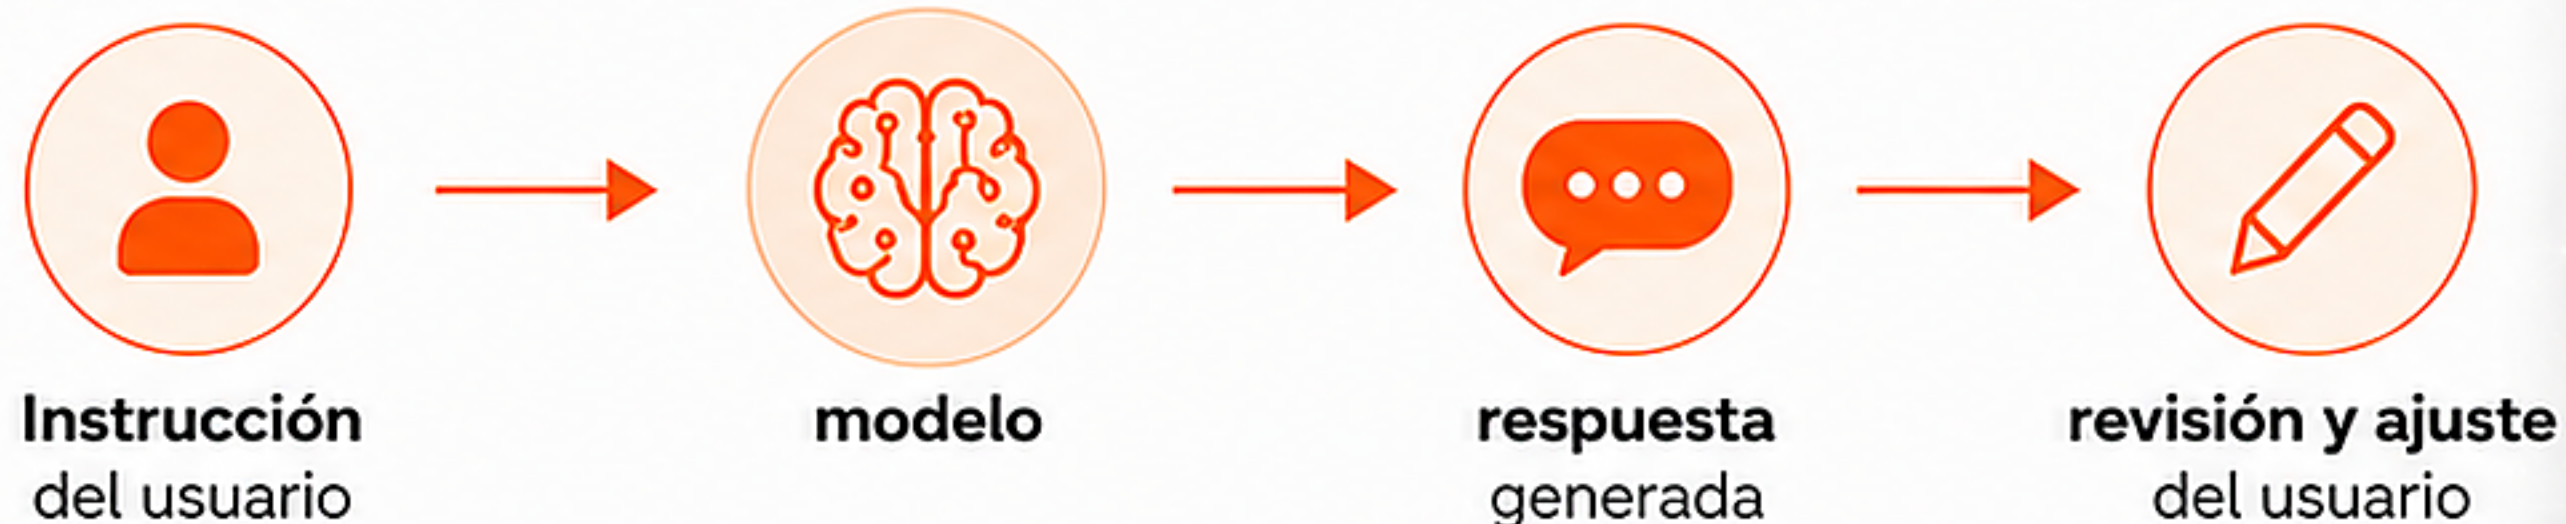 Instrucción
del usuario
modelo
respuesta
generada
revisión y ajuste
del usuario